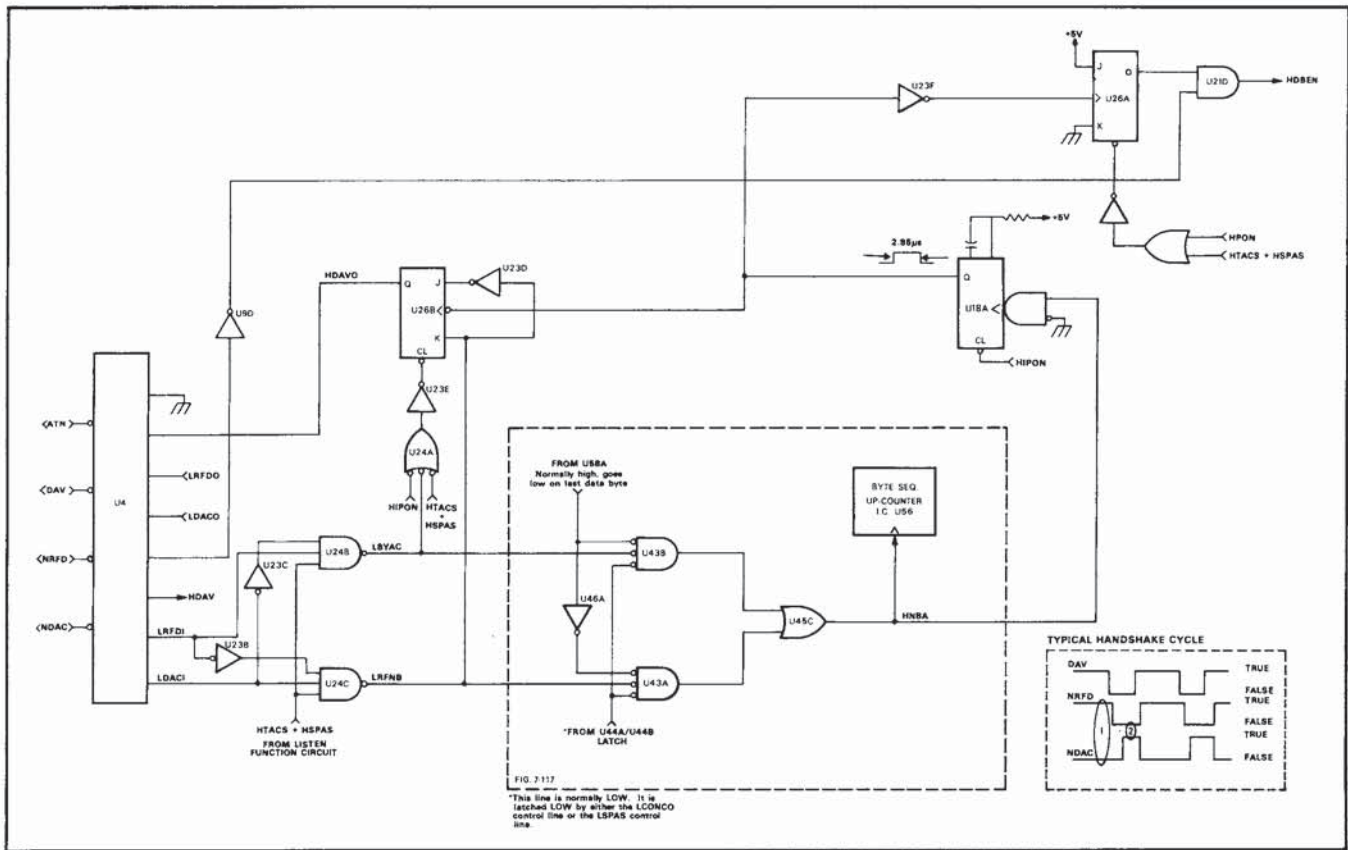 +5V
J
Q
U26A
K
U21D
HDBEN
U23F
HPON
HTACS + HSPAS
+5V
2.85µs
Q
U18A
CL
HIPON
HDAVO
Q
J
U23D
U26B
K
CL
U23E
U9D
U24A
HIPON
HTACS
+
HSPAS
<ATN>
<DAV>
<NRFD>
<NDAC>
U4
LRFDO
LDACO
HDAV
LRFDI
LDACI
U23B
U23C
U24B
LBYAC
U24C
LRFNB
HTACS + HSPAS
FROM LISTEN
FUNCTION CIRCUIT
FROM U58A
Normally high, goes
low on last data byte
U43B
U46A
U43A
*FROM U44A/U44B
LATCH
U45C
HNBA
BYTE SEQ.
UP-COUNTER
I.C. U56
FIG. 7-117
*This line is normally LOW. It is
latched LOW by either the LCONCO
control line or the LSPAS control
line.
TYPICAL HANDSHAKE CYCLE
DAV
TRUE
FALSE
NRFD
TRUE
FALSE
NDAC
TRUE
FALSE
1
2